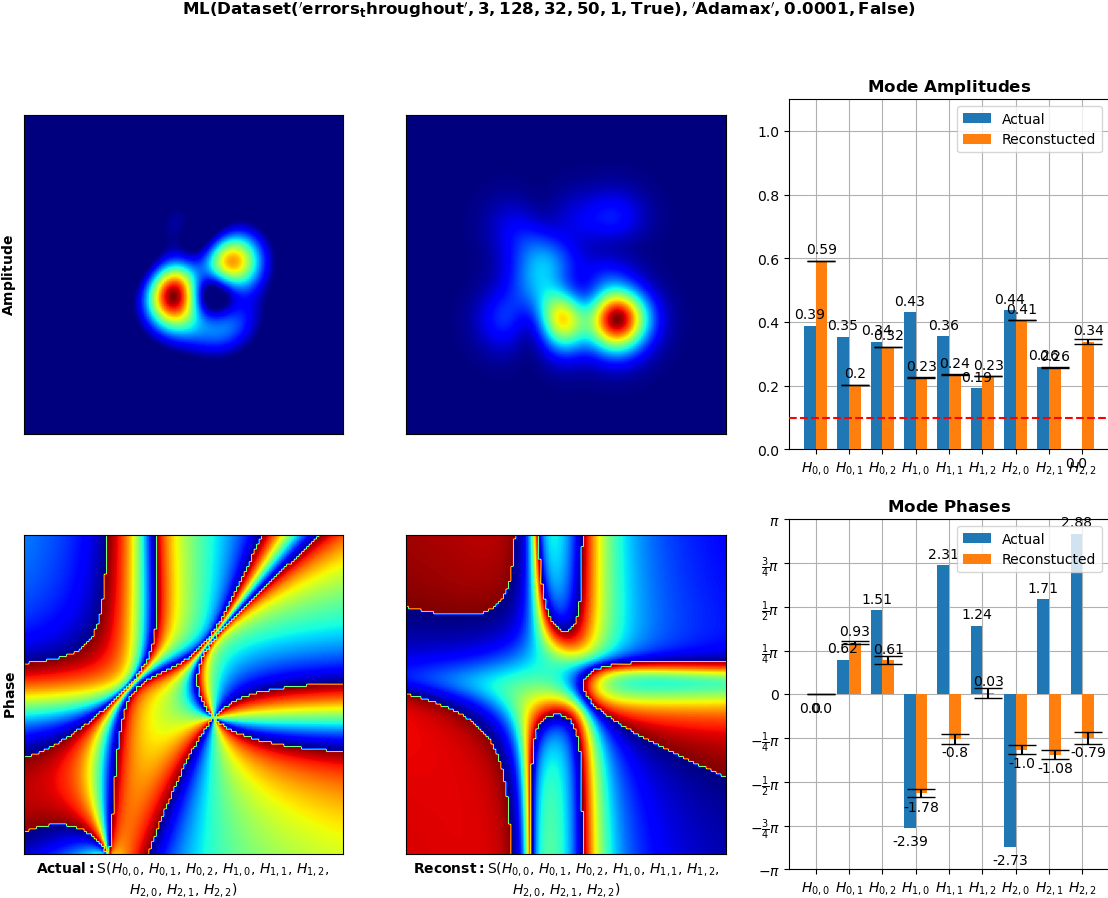 ML(Dataset('errors_throughout', 3, 128, 32, 50, 1, True), 'Adamax', 0.0001, False)
Amplitude
Mode Amplitudes
Actual
Reconstucted
1.0
0.8
0.6
0.4
0.2
0.0
0.39 0.59
0.35 0.2
0.34 0.32
0.43 0.23
0.36 0.24
0.19 0.23
0.44 0.41
0.26 0.26
0.0 0.34
H0,0 H0,1 H0,2 H1,0 H1,1 H1,2 H2,0 H2,1 H2,2
Phase
Mode Phases
Actual
Reconstucted
π
3/4π
1/2π
1/4π
0
−1/4π
−1/2π
−3/4π
−π
0.0 0.0
0.62 0.93
1.51 0.61
-2.39 -1.78
2.31 -0.8
1.24 0.03
-2.73 -1.0
1.71 -1.08
2.88 -0.79
H0,0 H0,1 H0,2 H1,0 H1,1 H1,2 H2,0 H2,1 H2,2
Actual: S(H0,0, H0,1, H0,2, H1,0, H1,1, H1,2,
H2,0, H2,1, H2,2)
Reconst: S(H0,0, H0,1, H0,2, H1,0, H1,1, H1,2,
H2,0, H2,1, H2,2)